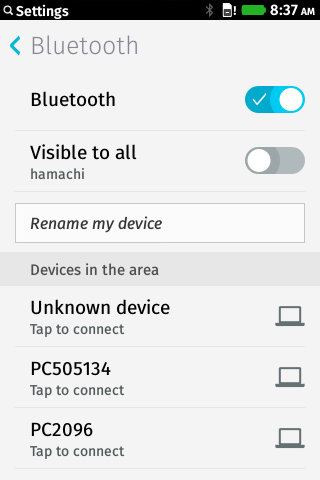 Settings
8:37 AM
Bluetooth
Bluetooth
Visible to all
hamachi
Rename my device
Devices in the area
Unknown device
Tap to connect
PC505134
Tap to connect
PC2096
Tap to connect